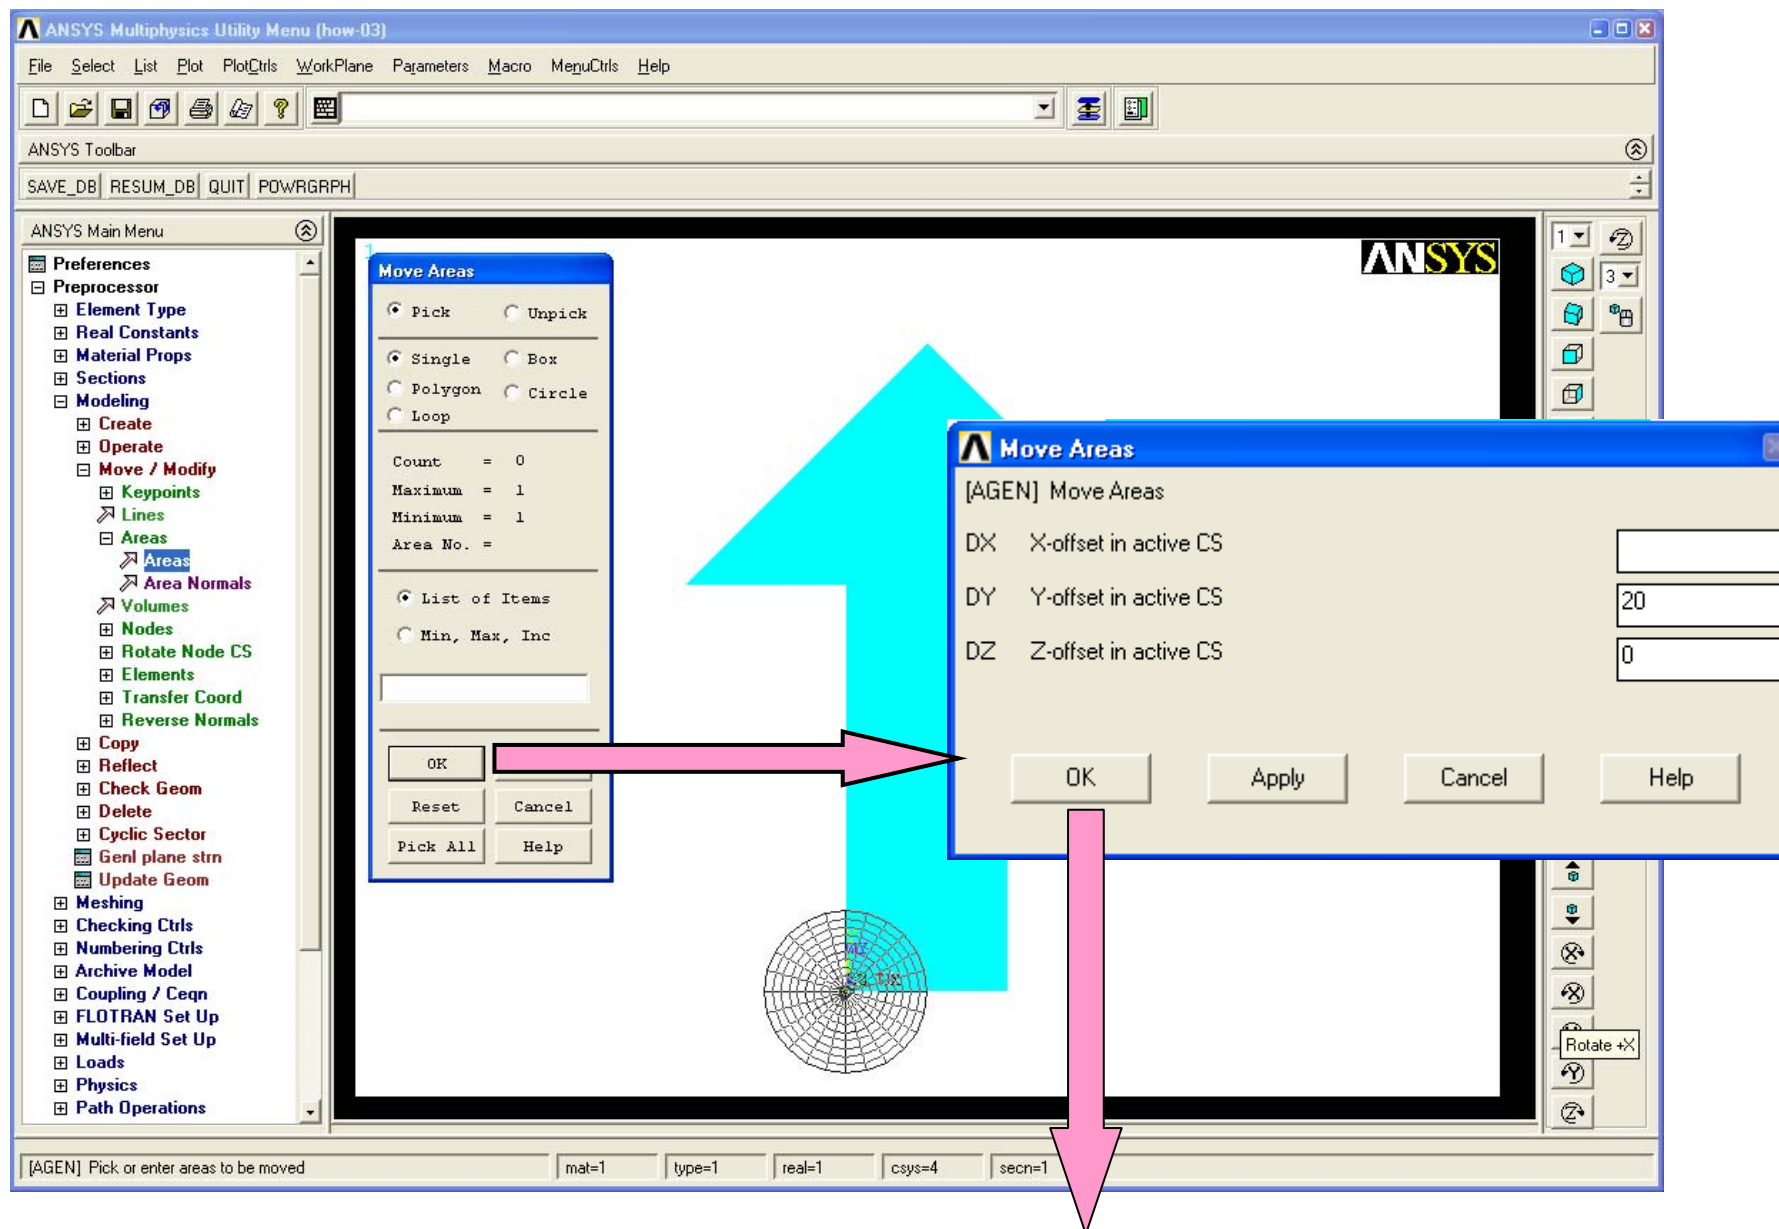 ANSYS Multiphysics Utility Menu (how-03)
File Select List Plot PlotCtrls WorkPlane Parameters Macro MenuCtrls Help
ANSYS Toolbar
SAVE_DB RESUM_DB QUIT POWRGRPH
ANSYS Main Menu
Preferences
Preprocessor
Element Type
Real Constants
Material Props
Sections
Modeling
Create
Operate
Move / Modify
Keypoints
Lines
Areas
Areas
Area Normals
Volumes
Nodes
Rotate Node CS
Elements
Transfer Coord
Reverse Normals
Copy
Reflect
Check Geom
Delete
Cyclic Sector
Genl plane strn
Update Geom
Meshing
Checking Ctrls
Numbering Ctrls
Archive Model
Coupling / Ceqn
FLOTRAN Set Up
Multi-field Set Up
Loads
Physics
Path Operations
1
ANSYS
Move Areas
Pick Unpick
Single Box
Polygon Circle
Loop
Count = 0
Maximum = 1
Minimum = 1
Area No. =
List of Items
Min, Max, Inc
OK
Reset Cancel
Pick All Help
Move Areas
[AGEN] Move Areas
DX X-offset in active CS
DY Y-offset in active CS 20
DZ Z-offset in active CS 0
OK Apply Cancel Help
1
3
Rotate +X
[AGEN] Pick or enter areas to be moved mat=1 type=1 real=1 csys=4 secn=1